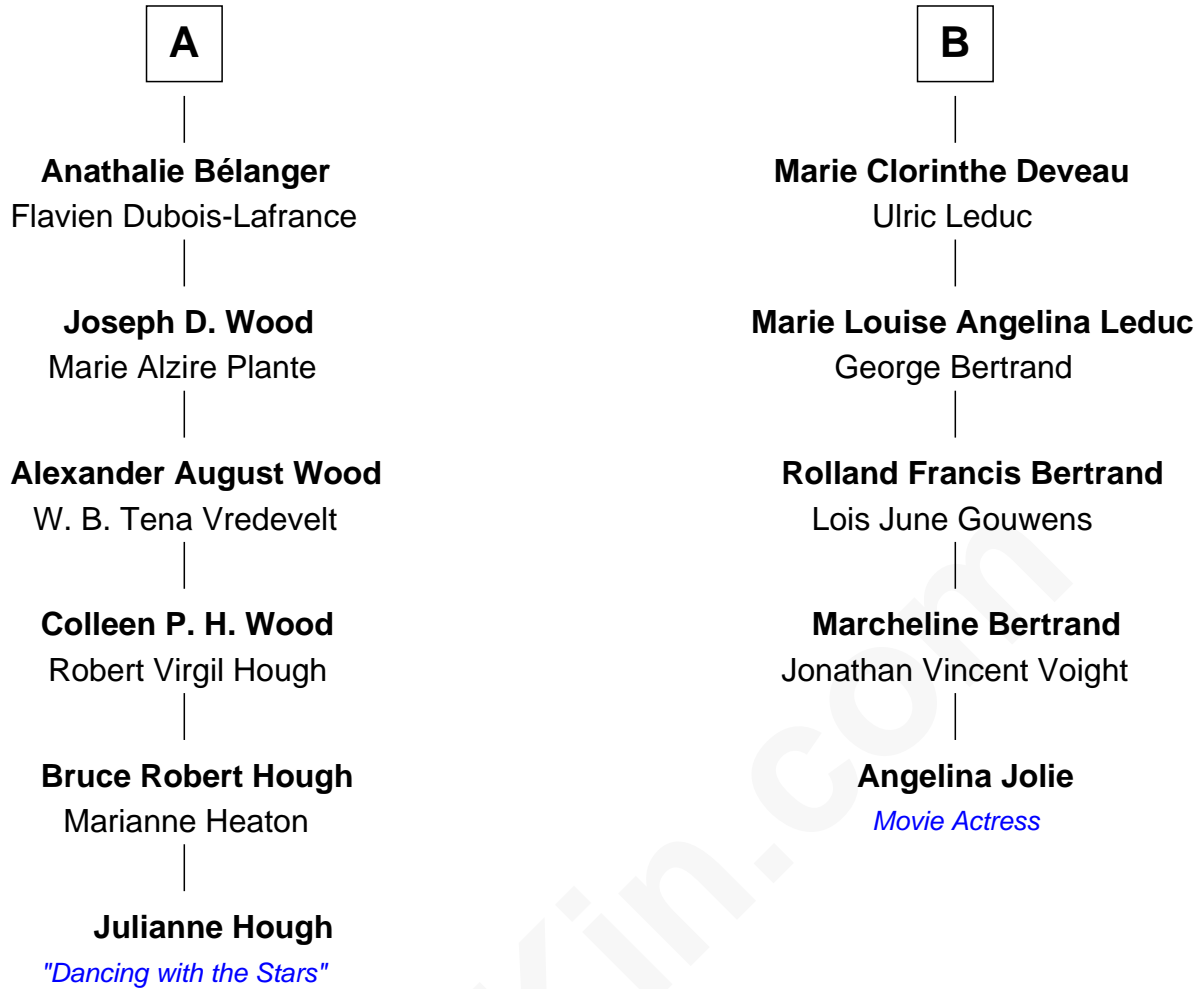 A
Anathalie Bélanger
Flavien Dubois-Lafrance
Joseph D. Wood
Marie Alzire Plante
Alexander August Wood
W. B. Tena Vredevelt
Colleen P. H. Wood
Robert Virgil Hough
Bruce Robert Hough
Marianne Heaton
Julianne Hough
"Dancing with the Stars"
B
Marie Clorinthe Deveau
Ulric Leduc
Marie Louise Angelina Leduc
George Bertrand
Rolland Francis Bertrand
Lois June Gouwens
Marcheline Bertrand
Jonathan Vincent Voight
Angelina Jolie
Movie Actress
Kin.com